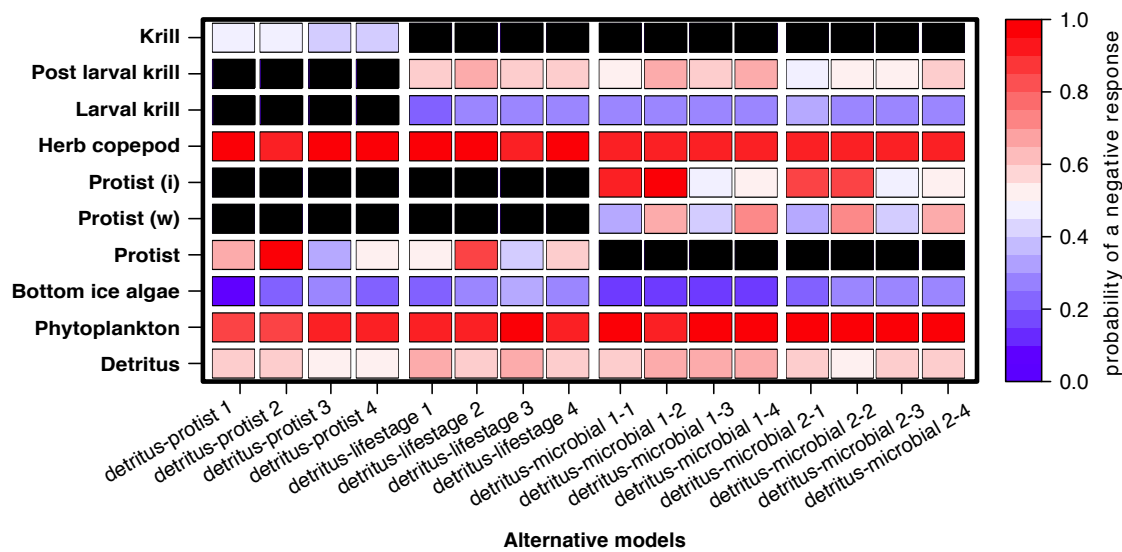 Krill
Post larval krill
Larval krill
Herb copepod
Protist (i)
Protist (w)
Protist
Bottom ice algae
Phytoplankton
Detritus
detritus-protist 1
detritus-protist 2
detritus-protist 3
detritus-protist 4
detritus-lifestage 1
detritus-lifestage 2
detritus-lifestage 3
detritus-lifestage 4
detritus-microbial 1-1
detritus-microbial 1-2
detritus-microbial 1-3
detritus-microbial 1-4
detritus-microbial 2-1
detritus-microbial 2-2
detritus-microbial 2-3
detritus-microbial 2-4
Alternative models
1.0
0.8
0.6
0.4
0.2
0.0
probability of a negative response